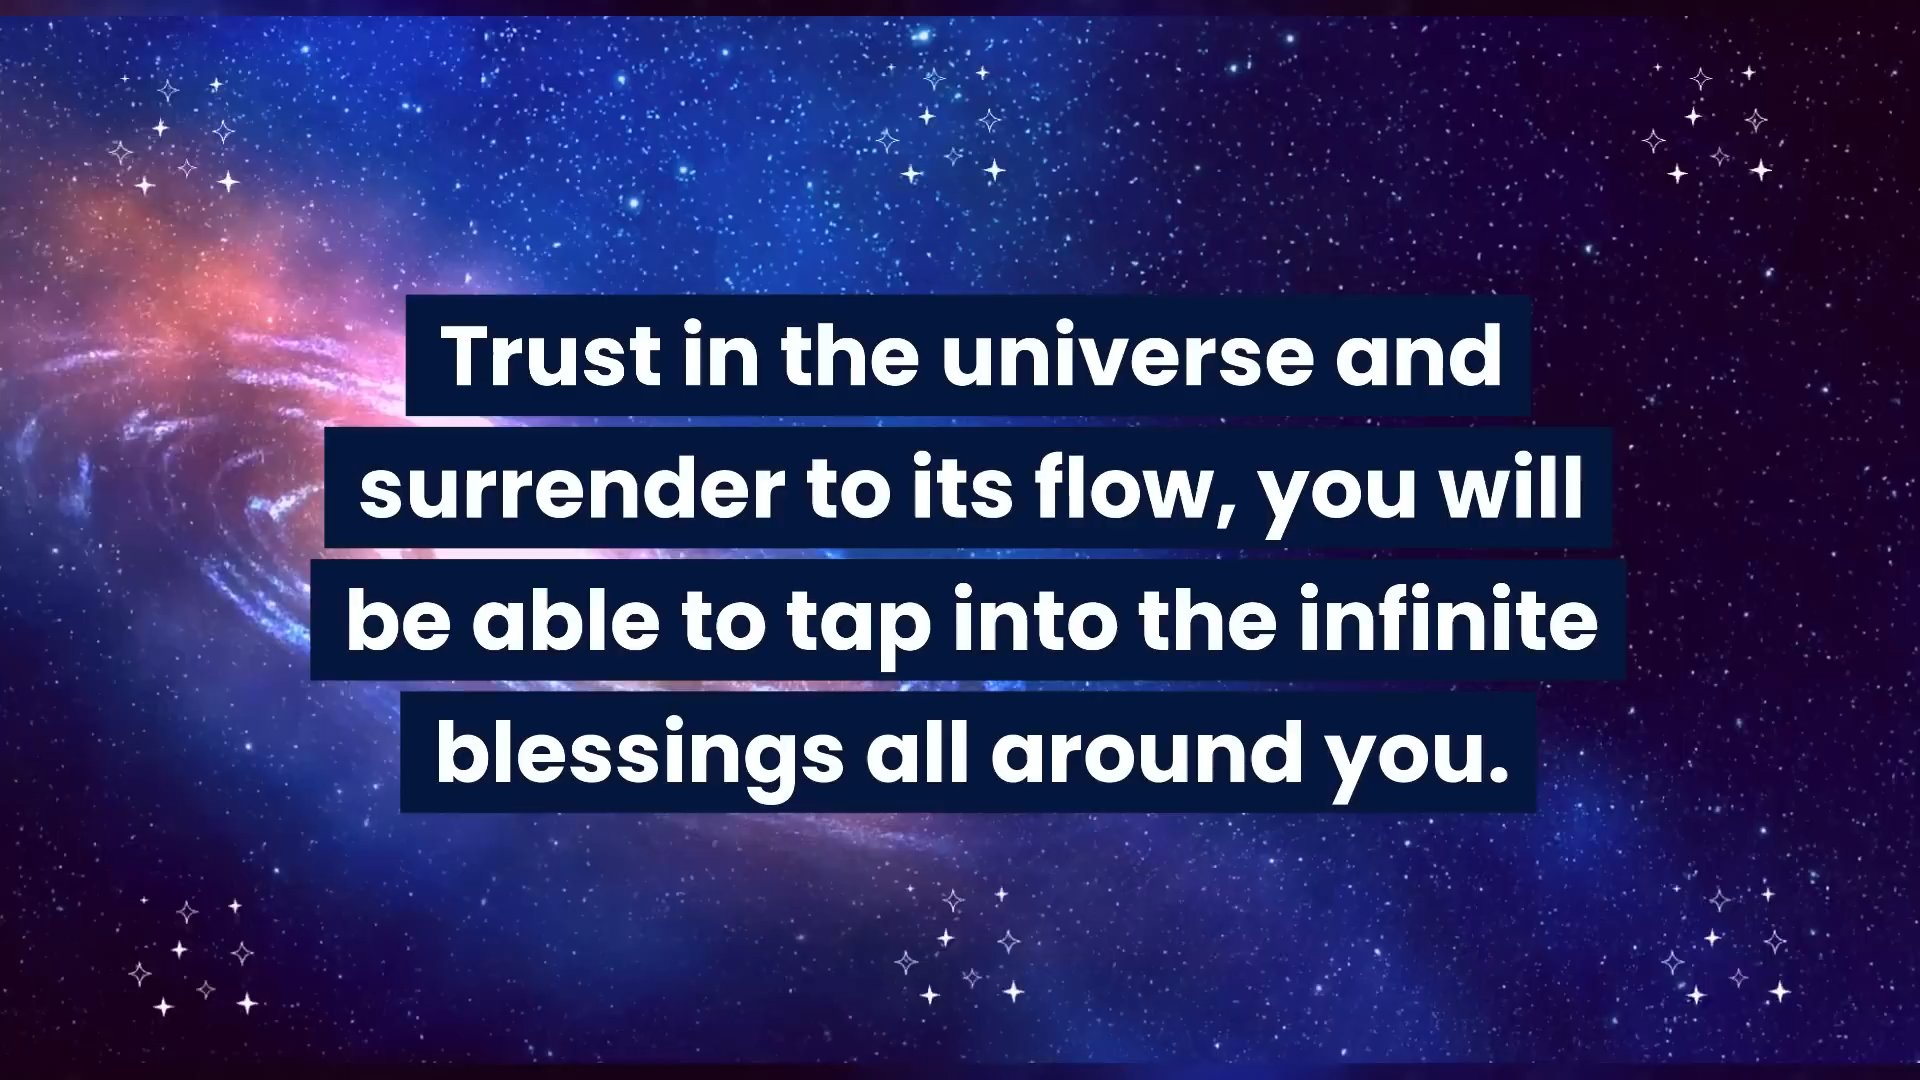 Trust in the universe and
surrender to its flow, you will
be able to tap into the infinite
blessings all around you.